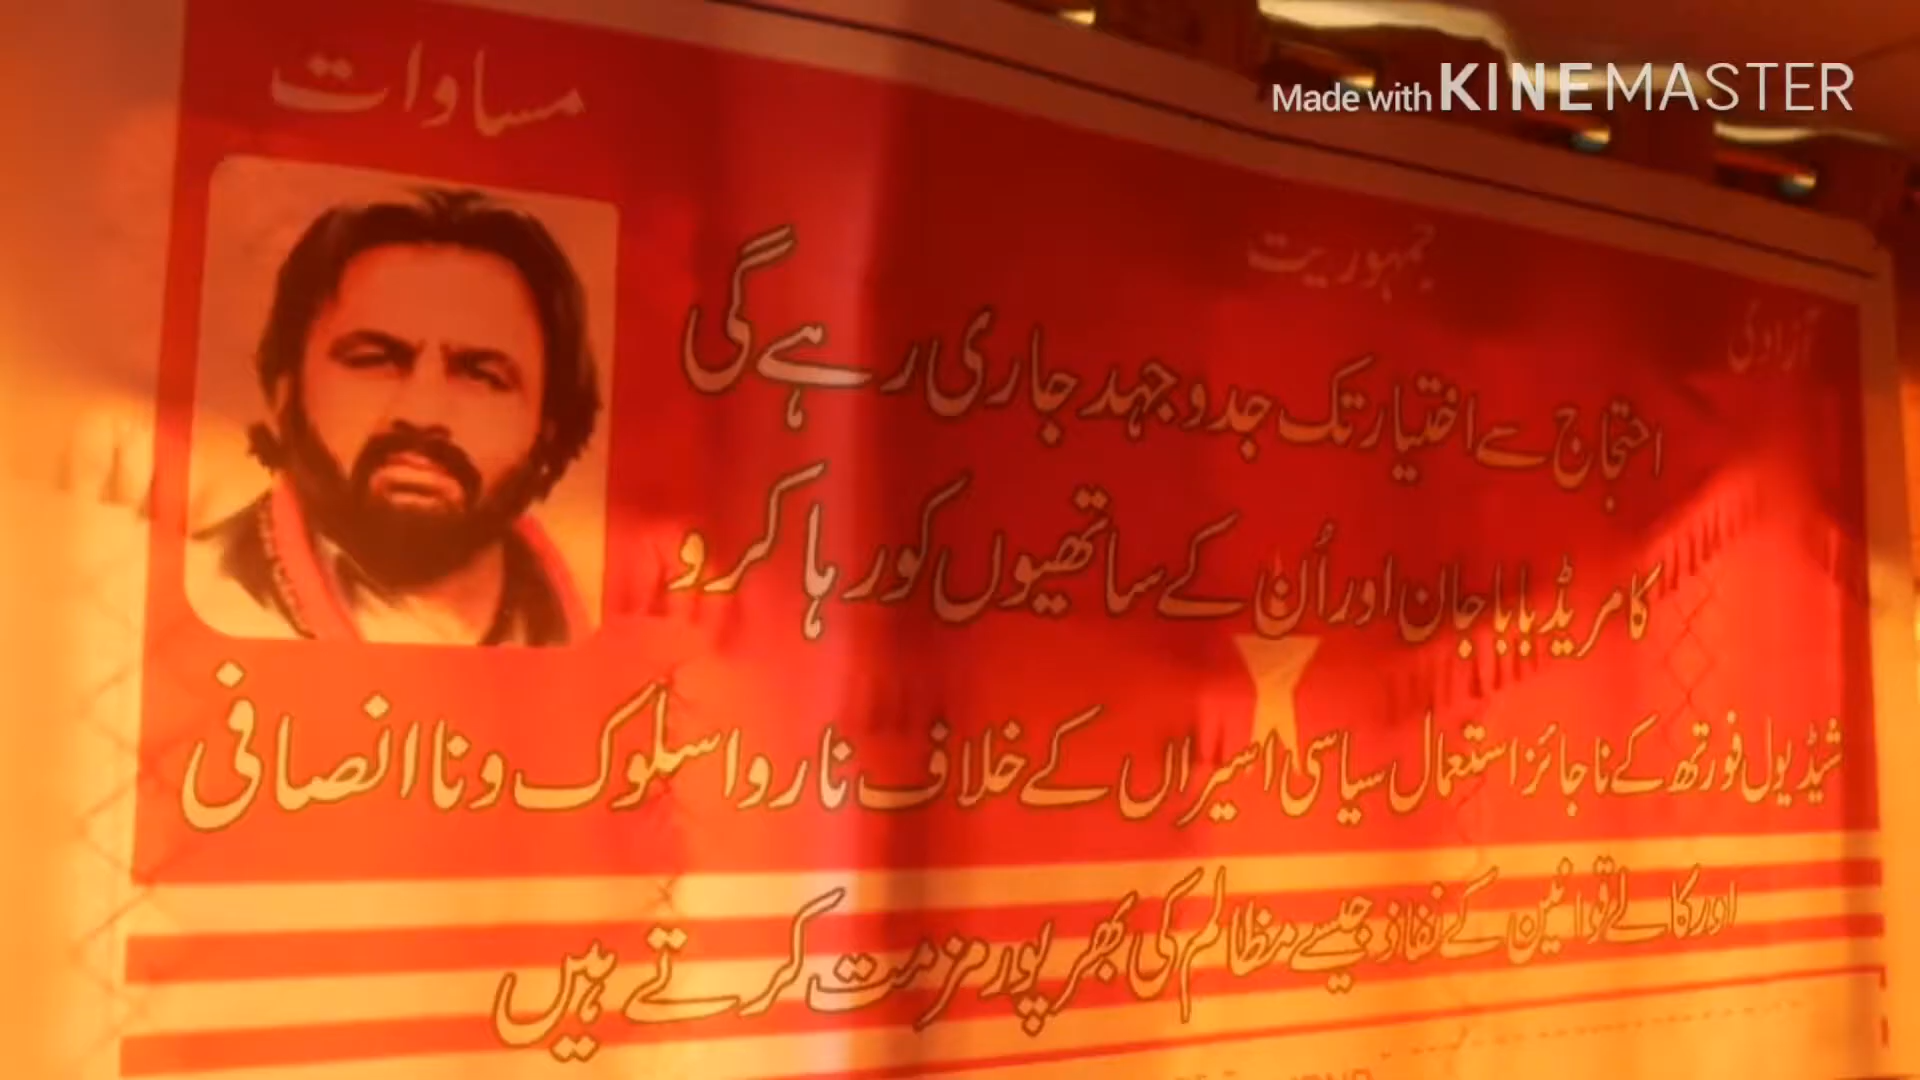 Made with KINEMASTER
مساوات
جمہوریت
آزادی
احتجاج سے اختیار تک جدوجہد جاری رہے گی
کامریڈ بابا جان اور اُن کے ساتھیوں کو رہا کرو
شیڈیول فورتھ کے ناجائز استعمال سیاسی اسیراں کے خلاف ناروا سلوک و ناانصافی
اور کالے قوانین کے نفاذ جیسے مظالم کی بھرپور مزمت کرتے ہیں